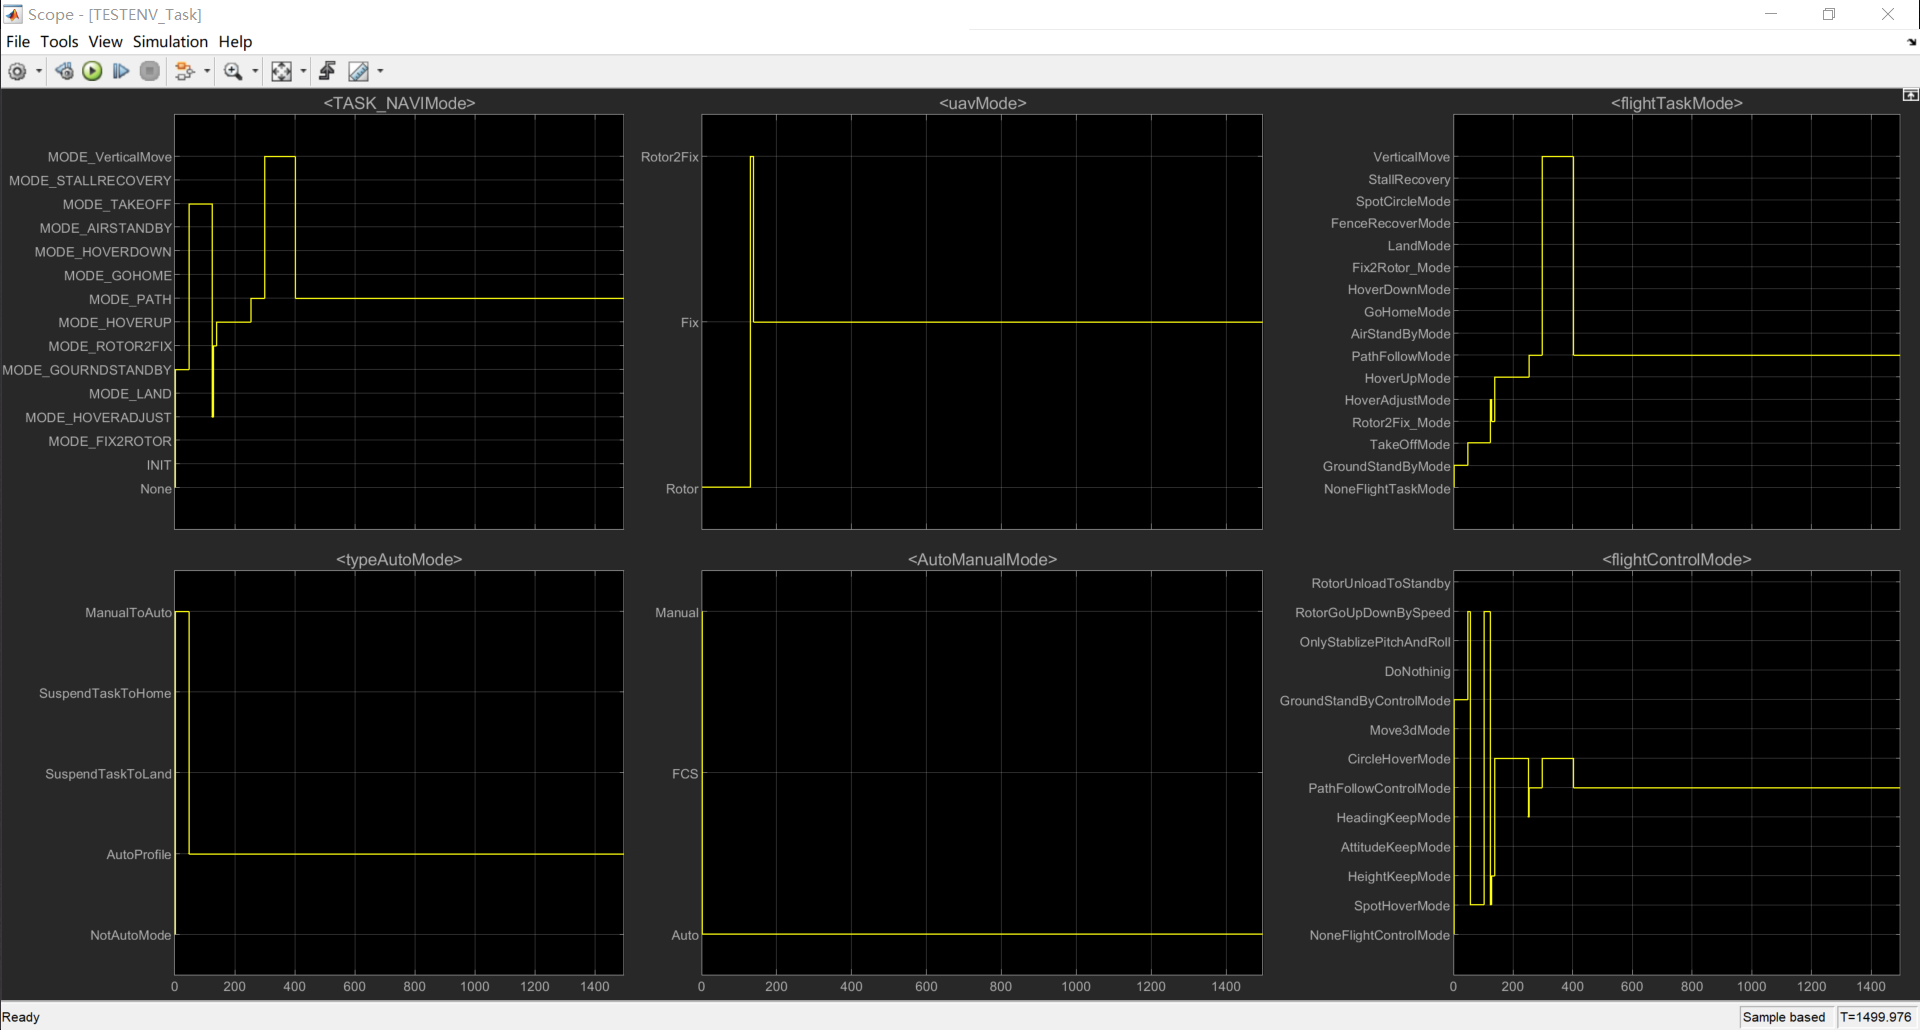 Scope - [TESTENV_Task]
File Tools View Simulation Help
<TASK_NAVIMode>
MODE_VerticalMove
MODE_STALLRECOVERY
MODE_TAKEOFF
MODE_AIRSTANDBY
MODE_HOVERDOWN
MODE_GOHOME
MODE_PATH
MODE_HOVERUP
MODE_ROTOR2FIX
MODE_GOURNDSTANDBY
MODE_LAND
MODE_HOVERADJUST
MODE_FIX2ROTOR
INIT
None
<uavMode>
Rotor2Fix
Fix
Rotor
<flightTaskMode>
VerticalMove
StallRecovery
SpotCircleMode
FenceRecoverMode
LandMode
Fix2Rotor_Mode
HoverDownMode
GoHomeMode
AirStandByMode
PathFollowMode
HoverUpMode
HoverAdjustMode
Rotor2Fix_Mode
TakeOffMode
GroundStandByMode
NoneFlightTaskMode
<typeAutoMode>
ManualToAuto
SuspendTaskToHome
SuspendTaskToLand
AutoProfile
NotAutoMode
0 200 400 600 800 1000 1200 1400
<AutoManualMode>
Manual
FCS
Auto
0 200 400 600 800 1000 1200 1400
<flightControlMode>
RotorUnloadToStandby
RotorGoUpDownBySpeed
OnlyStablizePitchAndRoll
DoNothinig
GroundStandByControlMode
Move3dMode
CircleHoverMode
PathFollowControlMode
HeadingKeepMode
AttitudeKeepMode
HeightKeepMode
SpotHoverMode
NoneFlightControlMode
0 200 400 600 800 1000 1200 1400
Ready
Sample based T=1499.976